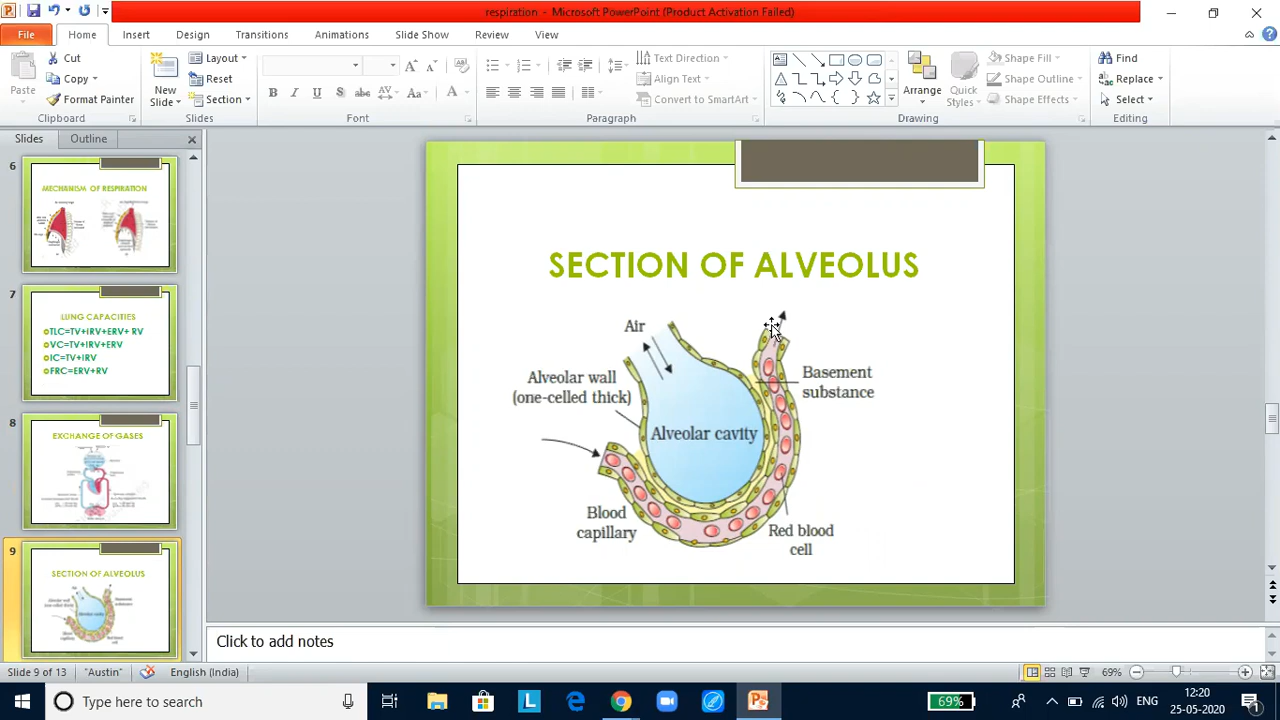 respiration - Microsoft PowerPoint (Product Activation Failed)
File Home Insert Design Transitions Animations Slide Show Review View
Paste
Cut
Copy
Format Painter
Clipboard
New
Slide
Layout
Reset
Section
Slides
B I U S abc AV Aa A
Font
Text Direction
Align Text
Convert to SmartArt
Paragraph
Arrange
Quick
Styles
Shape Fill
Shape Outline
Shape Effects
Drawing
Find
Replace
Select
Editing
Slides Outline
6
MECHANISM OF RESPIRATION
7
LUNG CAPACITIES
TLC=TV+IRV+ERV+ RV
VC=TV+IRV+ERV
IC=TV+IRV
FRC=ERV+RV
8
EXCHANGE OF GASES
9
SECTION OF ALVEOLUS
SECTION OF ALVEOLUS
Air
Alveolar wall
(one-celled thick)
Basement
substance
Alveolar cavity
Blood
capillary
Red blood
cell
Click to add notes
Slide 9 of 13 "Austin" English (India) 69%
Type here to search
L
69%
ENG
12:20
25-05-2020
1